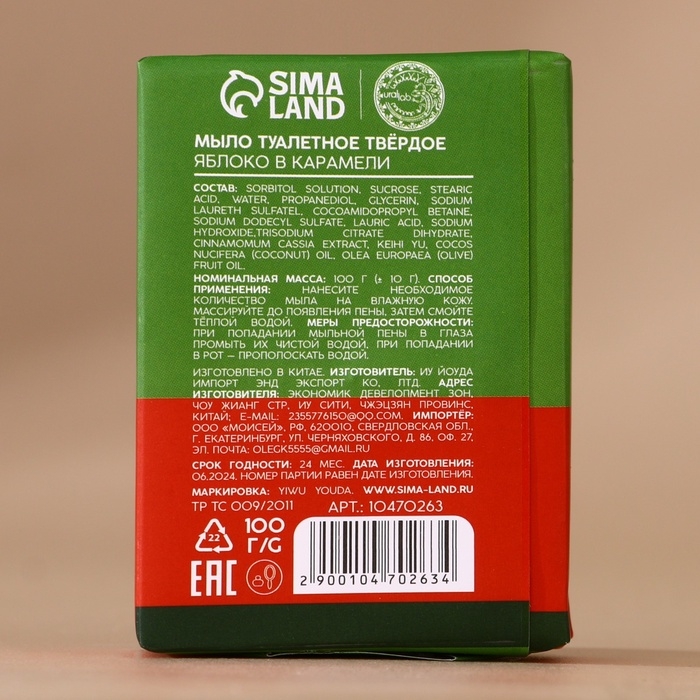 SIMA
LAND
uralлаb
МЫЛО ТУАЛЕТНОЕ ТВЁРДОЕ
ЯБЛОКО В КАРАМЕЛИ
СОСТАВ: SORBITOL SOLUTION, SUCROSE, STEARIC
ACID, WATER, PROPANEDIOL, GLYCERIN, SODIUM
LAURETH SULFATEL, COCOAMIDOPROPYL BETAINE,
SODIUM DODECYL SULFATE, LAURIC ACID, SODIUM
HYDROXIDE,TRISODIUM CITRATE DIHYDRATE,
CINNAMOMUM CASSIA EXTRACT, KEIHI YU, COCOS
NUCIFERA (COCONUT) OIL, OLEA EUROPAEA (OLIVE)
FRUIT OIL.
НОМИНАЛЬНАЯ МАССА: 100 Г (± 10 Г). СПОСОБ
ПРИМЕНЕНИЯ: НАНЕСИТЕ НЕОБХОДИМОЕ
КОЛИЧЕСТВО МЫЛА НА ВЛАЖНУЮ КОЖУ.
МАССИРУЙТЕ ДО ПОЯВЛЕНИЯ ПЕНЫ, ЗАТЕМ СМОЙТЕ
ТЁПЛОЙ ВОДОЙ. МЕРЫ ПРЕДОСТОРОЖНОСТИ:
ПРИ ПОПАДАНИИ МЫЛЬНОЙ ПЕНЫ В ГЛАЗА
ПРОМЫТЬ ИХ ЧИСТОЙ ВОДОЙ, ПРИ ПОПАДАНИИ
В РОТ – ПРОПОЛОСКАТЬ ВОДОЙ.
ИЗГОТОВЛЕНО В КИТАЕ. ИЗГОТОВИТЕЛЬ: ИУ ЙОУДА
ИМПОРТ ЭНД ЭКСПОРТ КО, ЛТД. АДРЕС
ИЗГОТОВИТЕЛЯ: ЭКОНОМИК ДЕВЕЛОПМЕНТ ЗОН,
ЧОУ ЖИАНГ СТР, ИУ СИТИ, ЧЖЭЦЗЯН ПРОВИНС,
КИТАЙ; E-MAIL: 235577615@QQ.COM. ИМПОРТЁР:
ООО «МОИСЕЙ», РФ, 620010, СВЕРДЛОВСКАЯ ОБЛ.,
Г. ЕКАТЕРИНБУРГ, УЛ. ЧЕРНЯХОВСКОГО, Д. 86, ОФ. 27,
ЭЛ. ПОЧТА: OLEGK5555@GMAIL.RU
СРОК ГОДНОСТИ: 24 МЕС. ДАТА ИЗГОТОВЛЕНИЯ:
06.2024. НОМЕР ПАРТИИ РАВЕН ДАТЕ ИЗГОТОВЛЕНИЯ.
МАРКИРОВКА: YIWU YOUDA. WWW.SIMA-LAND.RU
ТР ТС 009/2011 АРТ.: 10470263
22
100
Г/G
EAC
2 900104 702634